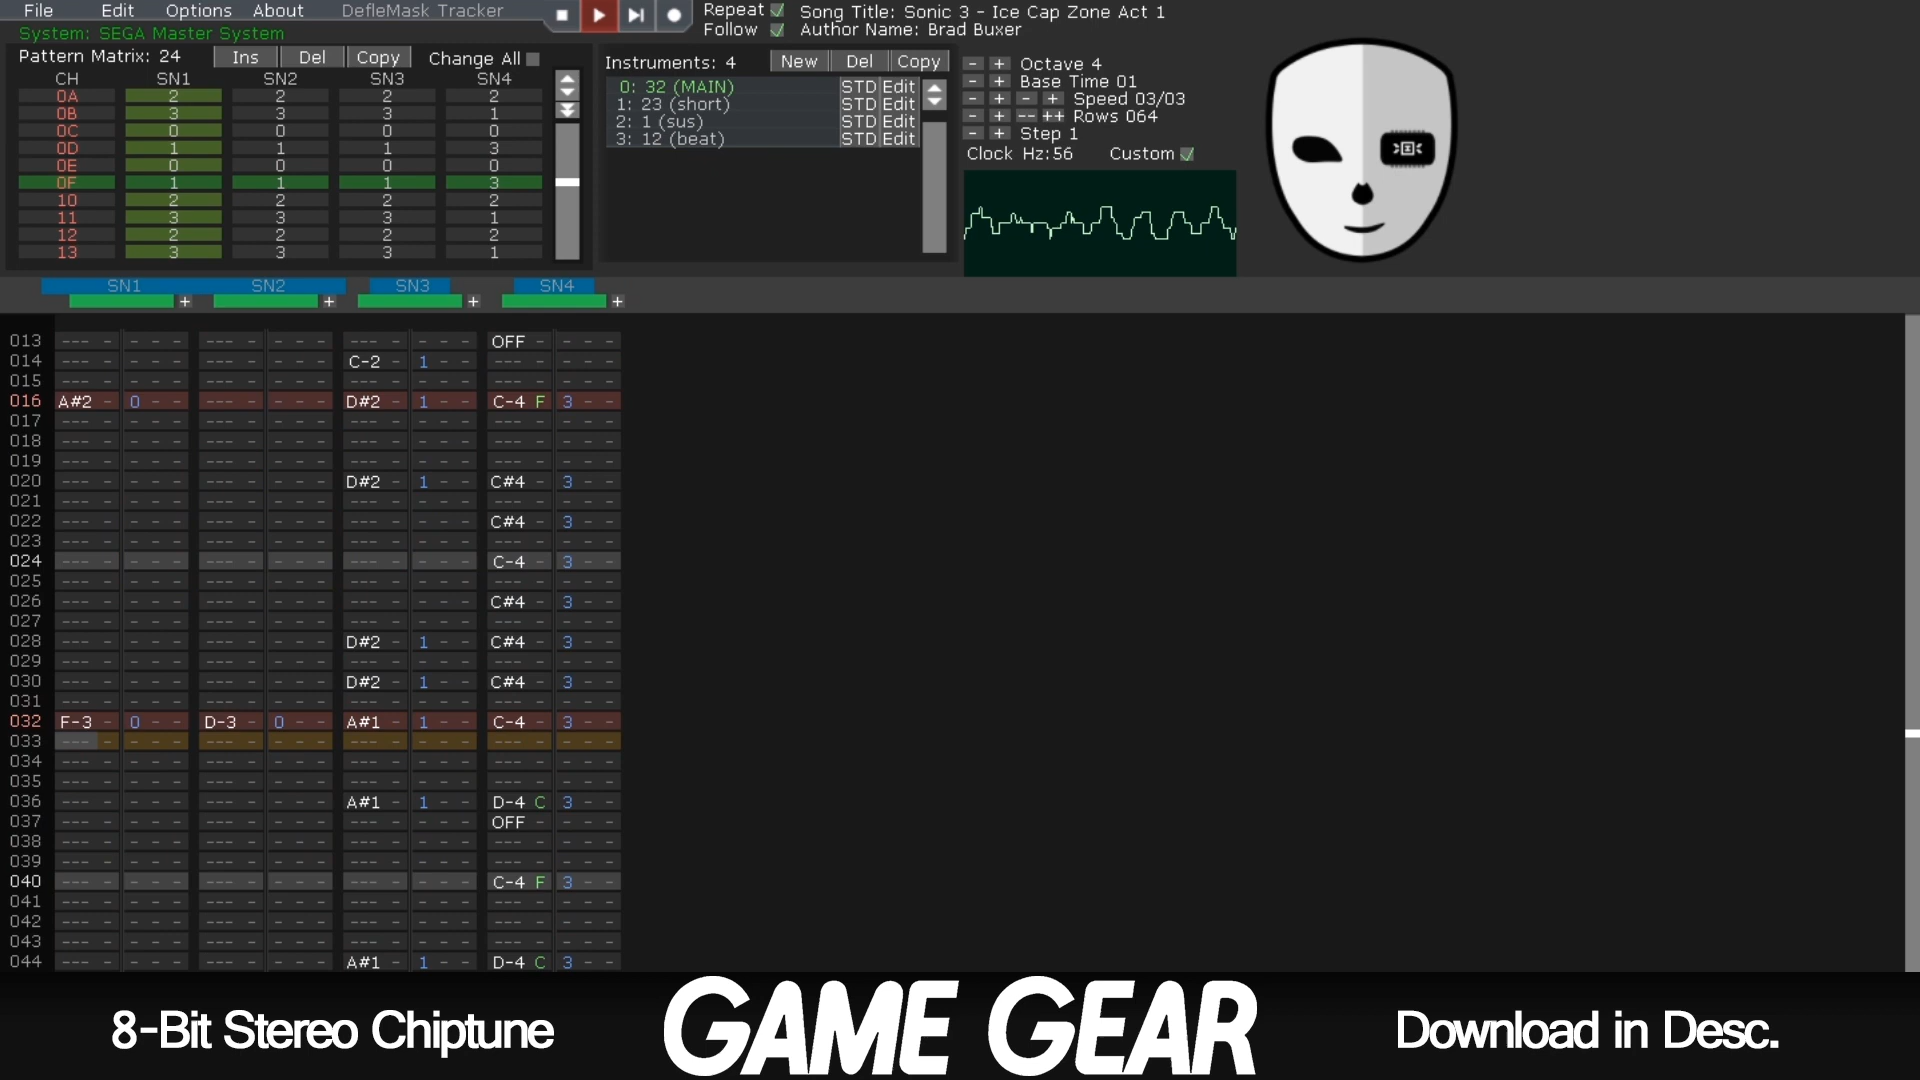 File Edit Options About DefleMask Tracker
System: SEGA Master System
Pattern Matrix: 24 Ins Del Copy Change All
CH SN1 SN2 SN3 SN4
0A 2 2 2 2
0B 3 3 3 1
0C 0 0 0 0
0D 1 1 1 3
0E 0 0 0 0
0F 1 1 1 3
10 2 2 2 2
11 3 3 3 1
12 2 2 2 2
13 3 3 3 1
Repeat
Follow
Song Title: Sonic 3 - Ice Cap Zone Act 1
Author Name: Brad Buxer
Instruments: 4 New Del Copy
0: 32 (MAIN) STD Edit
1: 23 (short) STD Edit
2: 1 (sus) STD Edit
3: 12 (beat) STD Edit
- + Octave 4
- + Base Time 01
- + - + Speed 03/03
- + -- ++ Rows 064
- + Step 1
Clock Hz:56 Custom
SN1 SN2 SN3 SN4
+ + + +
013 --- - - - - --- - - - - --- - - - - OFF - - - -
014 --- - - - - --- - - - - C-2 - 1 - - --- - - - -
015 --- - - - - --- - - - - --- - - - - --- - - - -
016 A#2 - 0 - - --- - - - - D#2 - 1 - - C-4 F 3 - -
017 --- - - - - --- - - - - --- - - - - --- - - - -
018 --- - - - - --- - - - - --- - - - - --- - - - -
019 --- - - - - --- - - - - --- - - - - --- - - - -
020 --- - - - - --- - - - - D#2 - 1 - - C#4 - 3 - -
021 --- - - - - --- - - - - --- - - - - --- - - - -
022 --- - - - - --- - - - - --- - - - - C#4 - 3 - -
023 --- - - - - --- - - - - --- - - - - --- - - - -
024 --- - - - - --- - - - - --- - - - - C-4 - 3 - -
025 --- - - - - --- - - - - --- - - - - --- - - - -
026 --- - - - - --- - - - - --- - - - - C#4 - 3 - -
027 --- - - - - --- - - - - --- - - - - --- - - - -
028 --- - - - - --- - - - - D#2 - 1 - - C#4 - 3 - -
029 --- - - - - --- - - - - --- - - - - --- - - - -
030 --- - - - - --- - - - - D#2 - 1 - - C#4 - 3 - -
031 --- - - - - --- - - - - --- - - - - --- - - - -
032 F-3 - 0 - - D-3 - 0 - - A#1 - 1 - - C-4 - 3 - -
033 --- - - - - --- - - - - --- - - - - --- - - - -
034 --- - - - - --- - - - - --- - - - - --- - - - -
035 --- - - - - --- - - - - --- - - - - --- - - - -
036 --- - - - - --- - - - - A#1 - 1 - - D-4 C 3 - -
037 --- - - - - --- - - - - --- - - - - OFF - - - -
038 --- - - - - --- - - - - --- - - - - --- - - - -
039 --- - - - - --- - - - - --- - - - - --- - - - -
040 --- - - - - --- - - - - --- - - - - C-4 F 3 - -
041 --- - - - - --- - - - - --- - - - - --- - - - -
042 --- - - - - --- - - - - --- - - - - --- - - - -
043 --- - - - - --- - - - - --- - - - - --- - - - -
044 --- - - - - --- - - - - A#1 - 1 - - D-4 C 3 - -
8-Bit Stereo Chiptune
GAME GEAR
Download in Desc.